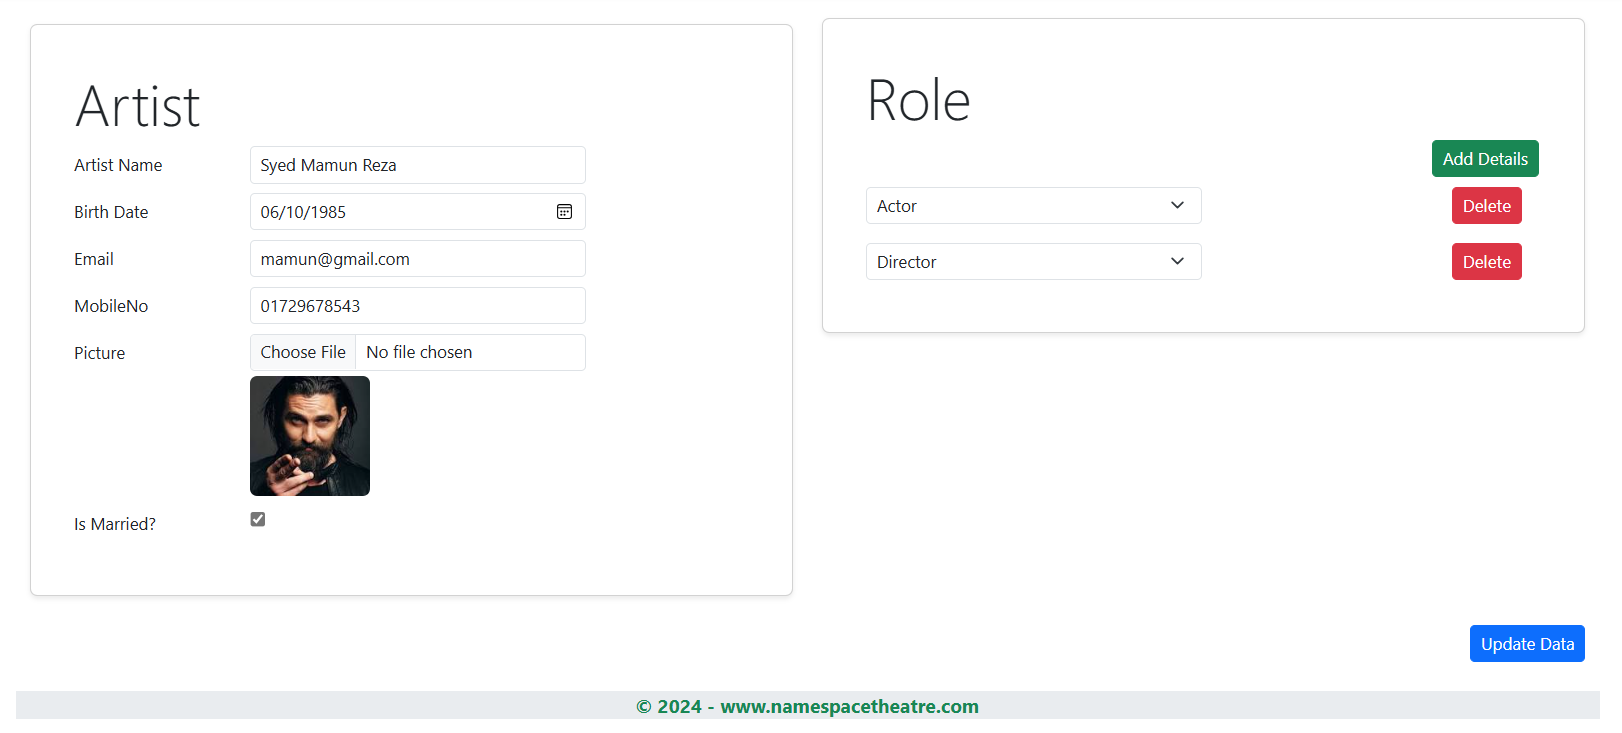 Artist
Artist Name Syed Mamun Reza
Birth Date 06/10/1985
Email mamun@gmail.com
MobileNo 01729678543
Picture Choose File No file chosen
Is Married?
Role
Add Details
Actor Delete
Director Delete
Update Data
© 2024 - www.namespacetheatre.com